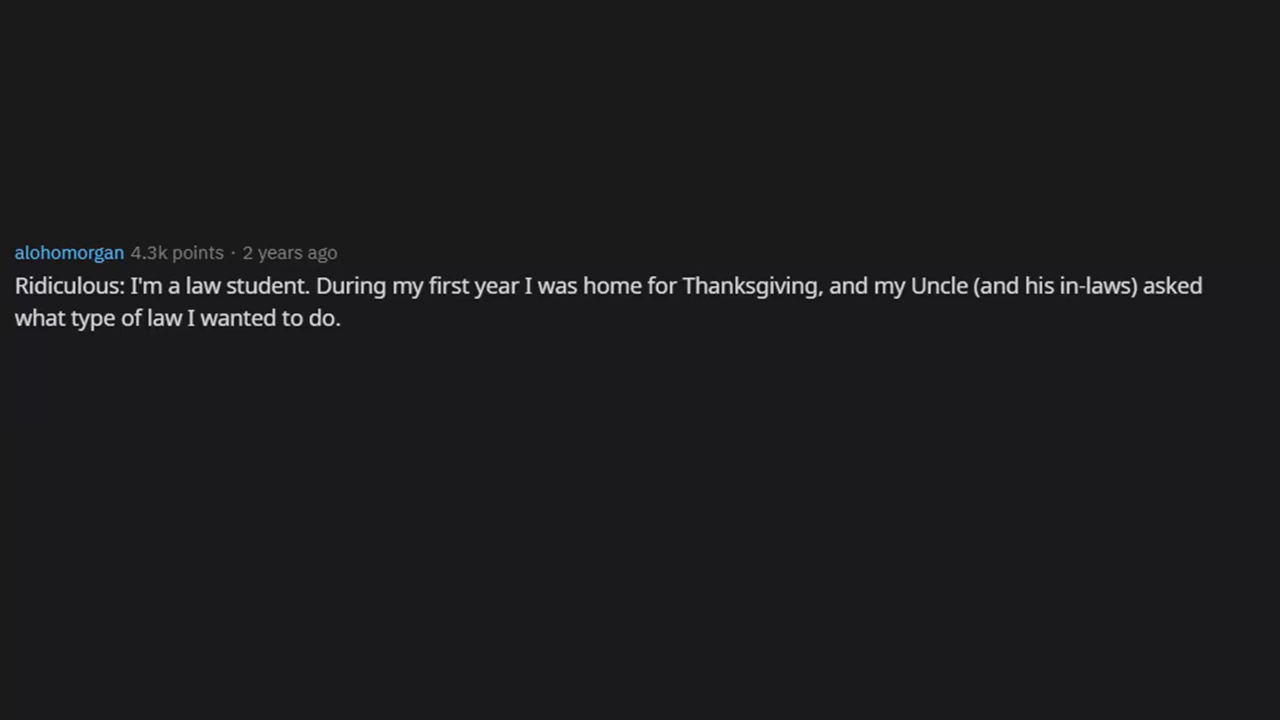 alohomorgan 4.3k points · 2 years ago
Ridiculous: I'm a law student. During my first year I was home for Thanksgiving, and my Uncle (and his in-laws) asked
what type of law I wanted to do.